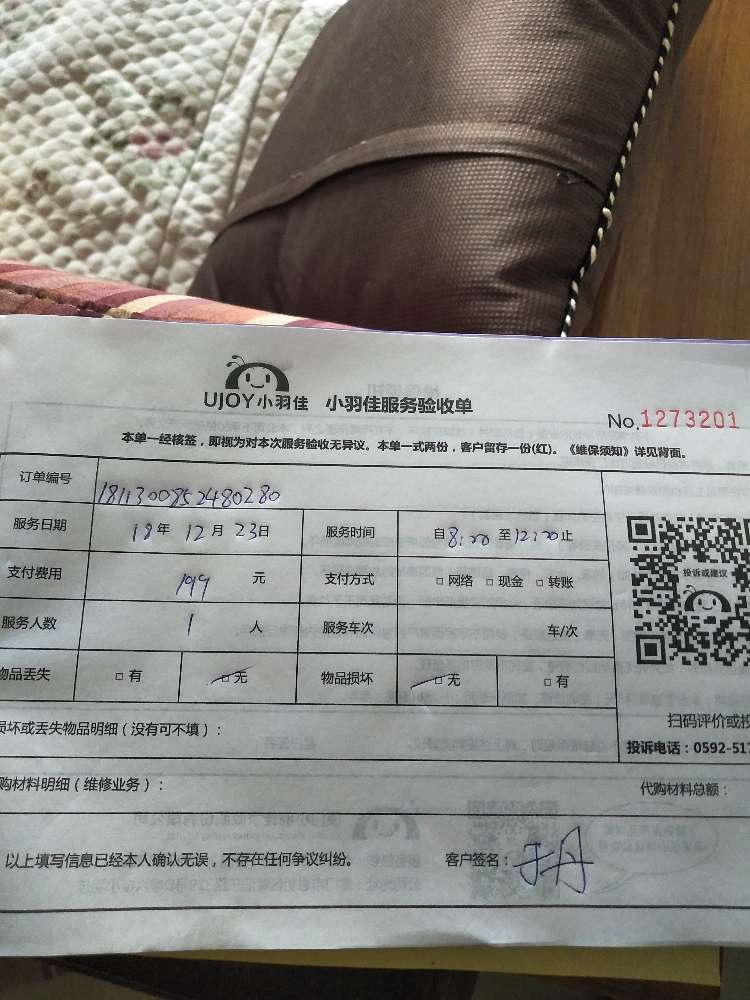 UJOY小羽佳 小羽佳服务验收单
No.1273201
本单一经核签，即视为对本次服务验收无异议。本单一式两份，客户留存一份(红)。《维保须知》详见背面。
订单编号 1811300852480280
服务日期 18年 12月 23日 服务时间 自8:00至12:00止
支付费用 199 元 支付方式 □网络 □现金 □转账
服务人数 1 人 服务车次 车/次
物品丢失 □有 □无 物品损坏 □无 □有
投诉或建议
扫码评价或投
投诉电话：0592-517
损坏或丢失物品明细（没有可不填）：
购材料明细（维修业务）： 代购材料总额：
以上填写信息已经本人确认无误，不存在任何争议纠纷。 客户签名：